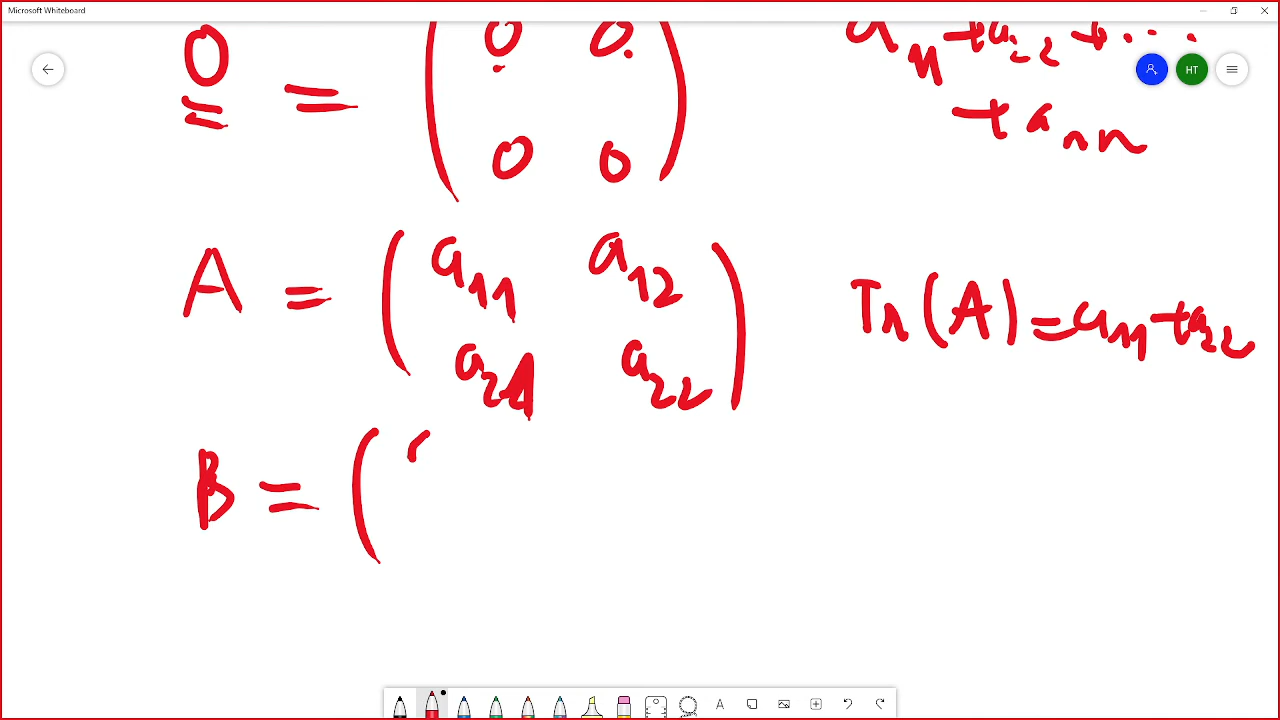 Microsoft Whiteboard
0 = ( 0 0
0 0 )
a11 + a22 + ...
+ ann
HT
A = ( a11 a12
a21 a22 )
Tr(A) = a11 + a22
B = (
A